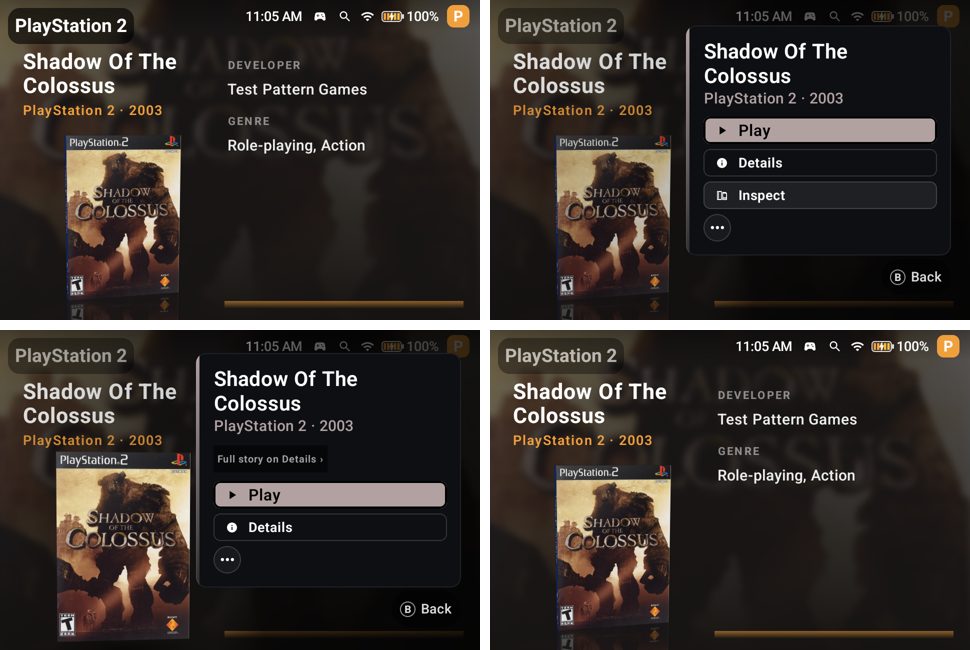 PlayStation 2
11:05 AM
100%
P
Shadow Of The
Colossus
PlayStation 2 · 2003
DEVELOPER
Test Pattern Games
GENRE
Role-playing, Action
PlayStation.2
SHADOW
OF THE
COLOSSUS
PlayStation 2
11:05 AM
100%
P
Shadow Of The
Colossus
PlayStation 2 · 2003
PlayStation.2
SHADOW
OF THE
COLOSSUS
Shadow Of The
Colossus
PlayStation 2 · 2003
Play
Details
Inspect
B Back
PlayStation 2
11:05 AM
100%
P
Shadow Of The
Colossus
PlayStation 2 · 2003
PlayStation.2
SHADOW
OF THE
COLOSSUS
Shadow Of The
Colossus
PlayStation 2 · 2003
Full story on Details ›
Play
Details
B Back
PlayStation 2
11:05 AM
100%
P
Shadow Of The
Colossus
PlayStation 2 · 2003
DEVELOPER
Test Pattern Games
GENRE
Role-playing, Action
PlayStation.2
SHADOW
OF THE
COLOSSUS